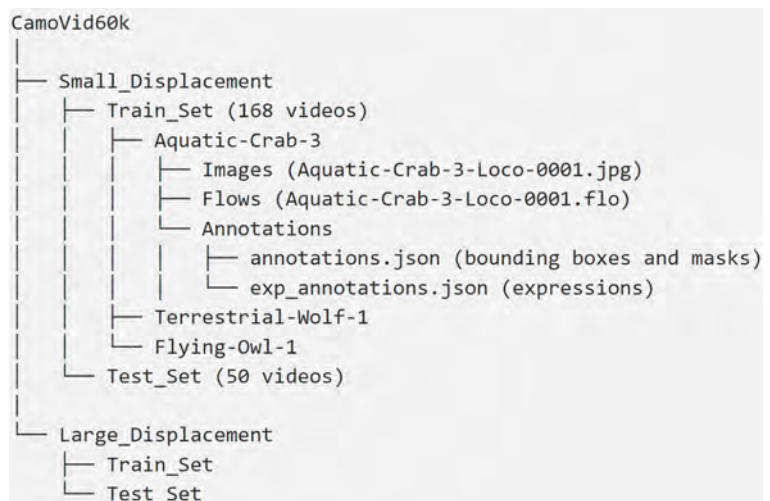 CamoVid60k
│
├── Small_Displacement
│   ├── Train_Set (168 videos)
│   │   ├── Aquatic-Crab-3
│   │   │   ├── Images (Aquatic-Crab-3-Loco-0001.jpg)
│   │   │   ├── Flows (Aquatic-Crab-3-Loco-0001.flo)
│   │   │   └── Annotations
│   │   │   │   ├── annotations.json (bounding boxes and masks)
│   │   │   │   └── exp_annotations.json (expressions)
│   │   ├── Terrestrial-Wolf-1
│   │   └── Flying-Owl-1
│   └── Test_Set (50 videos)
│
└── Large_Displacement
    ├── Train_Set
    └── Test_Set